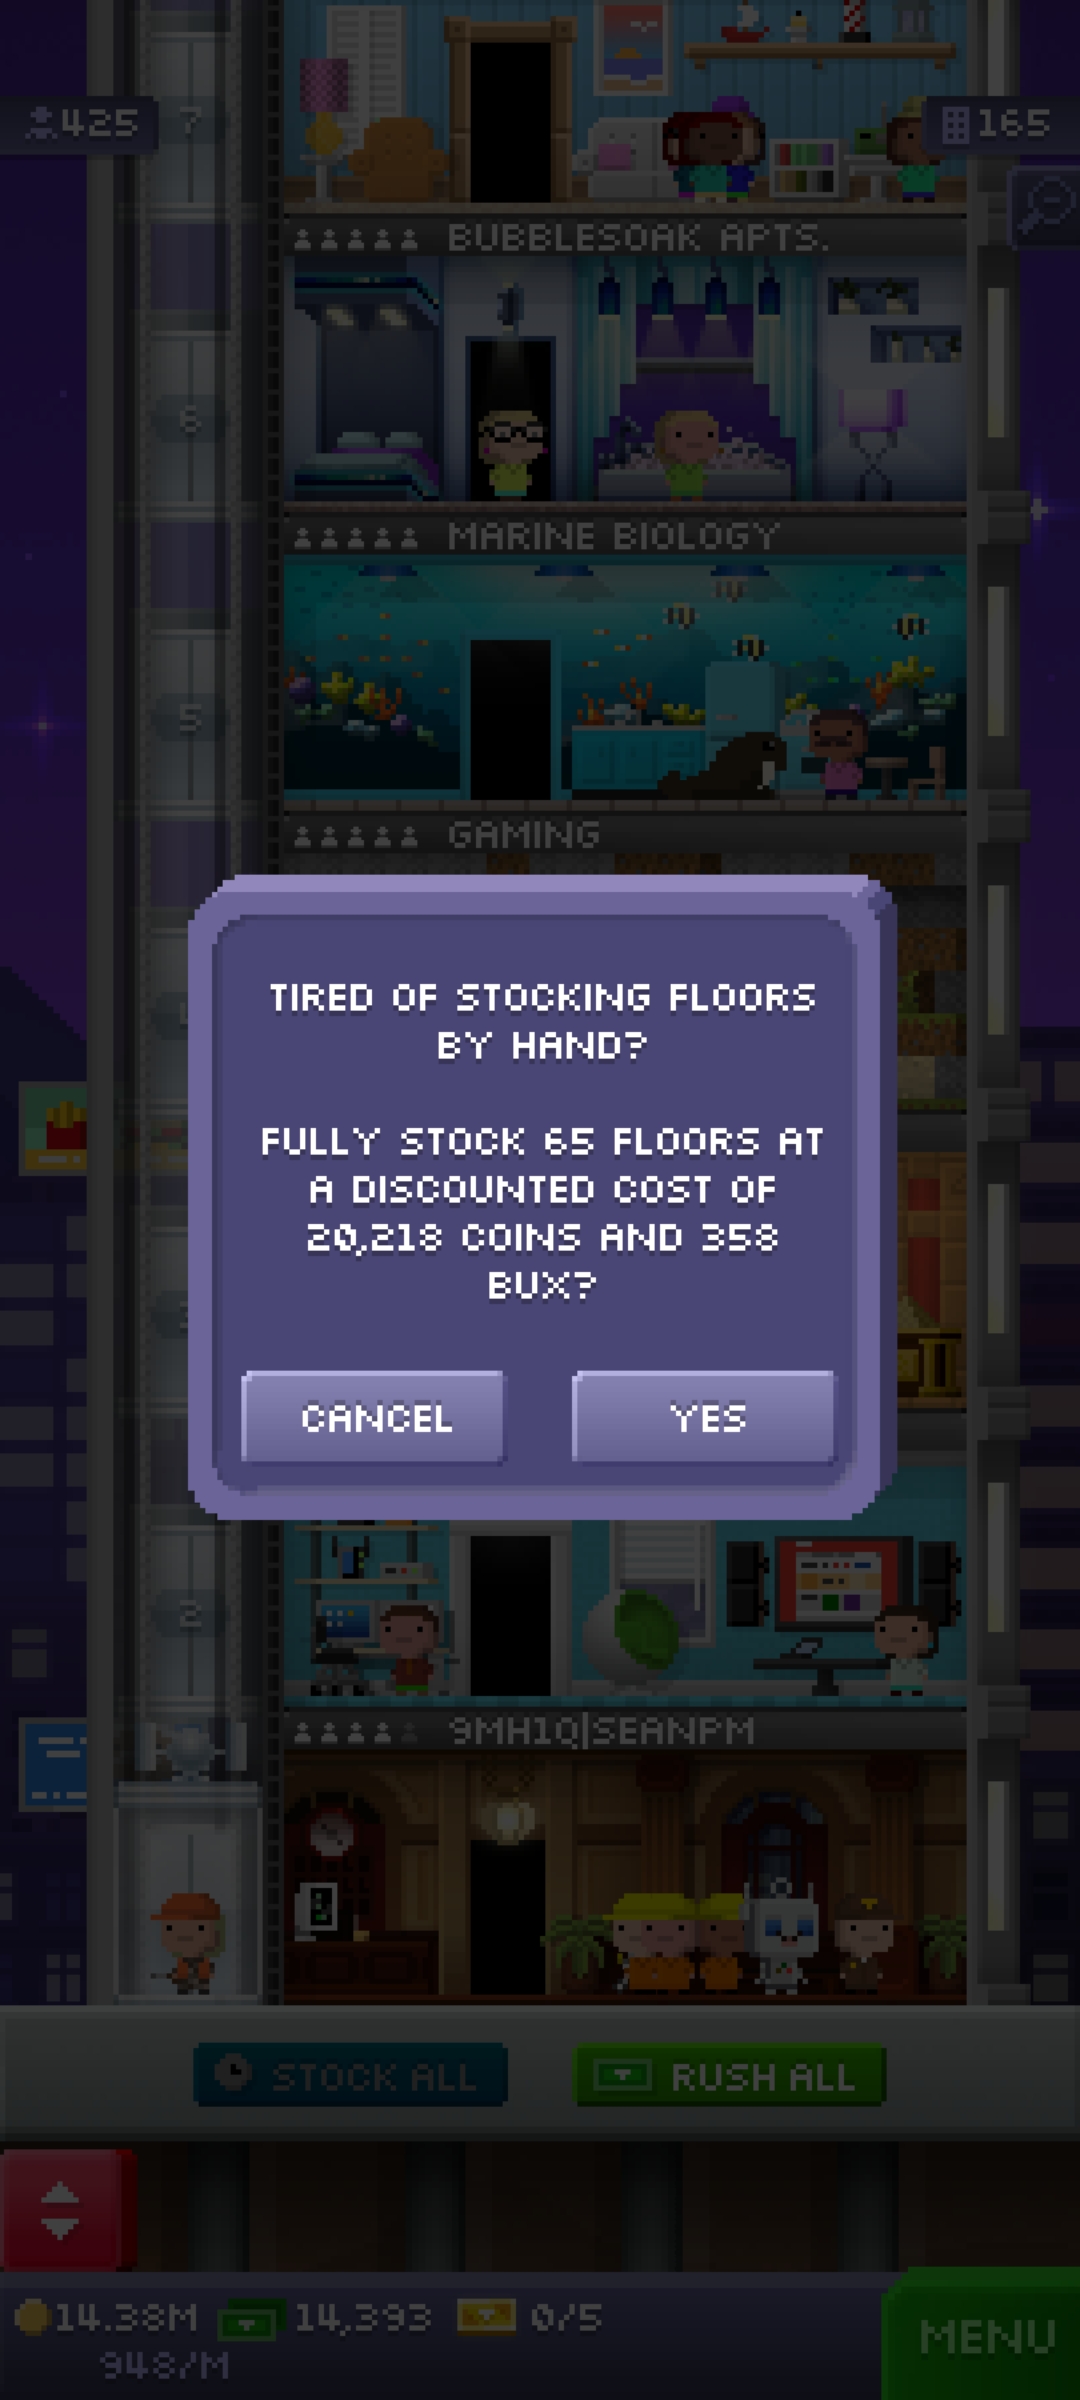 425
7
165
BUBBLESOAK APTS.
6
MARINE BIOLOGY
5
GAMING
TIRED OF STOCKING FLOORS
BY HAND?
FULLY STOCK 65 FLOORS AT
A DISCOUNTED COST OF
20,218 COINS AND 358
BUX?
CANCEL
YES
2
9MH1Q|SEANPM
STOCK ALL
RUSH ALL
14.38M
14,393
0/5
948/M
MENU